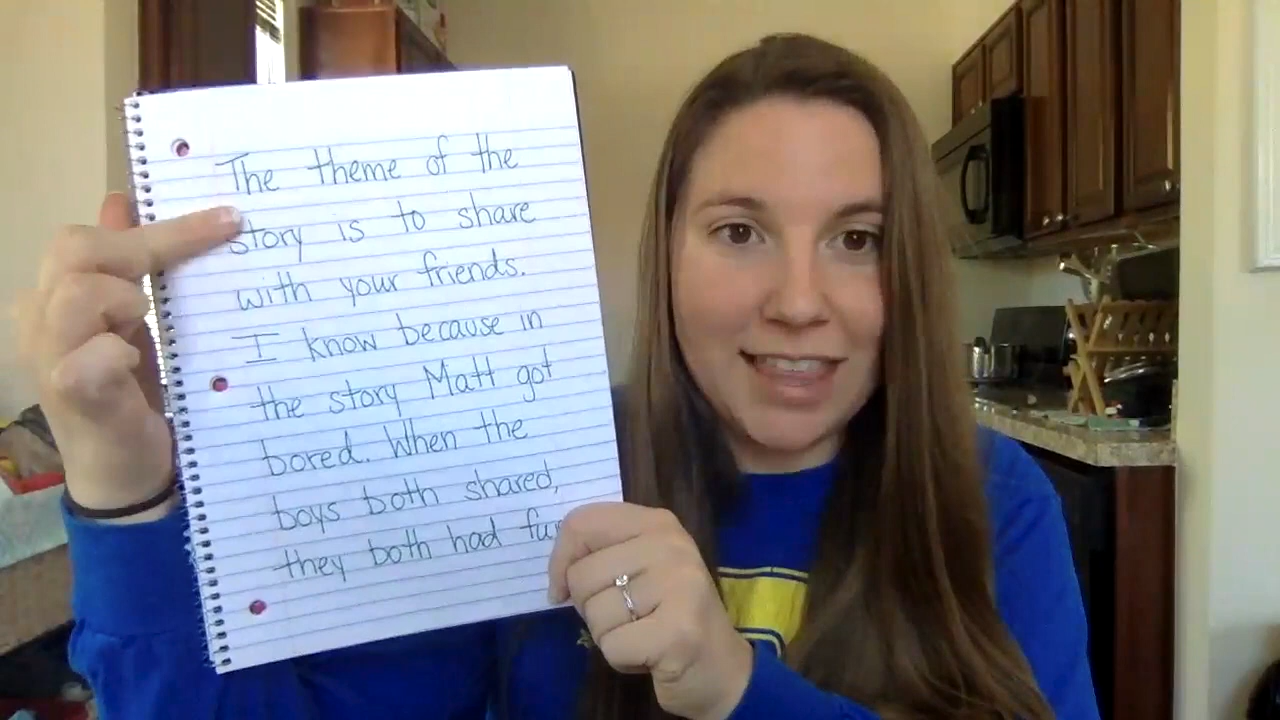 The theme of the
story is to share
with your friends.
I know because in
the story Matt got
bored. When the
boys both shared,
they both had